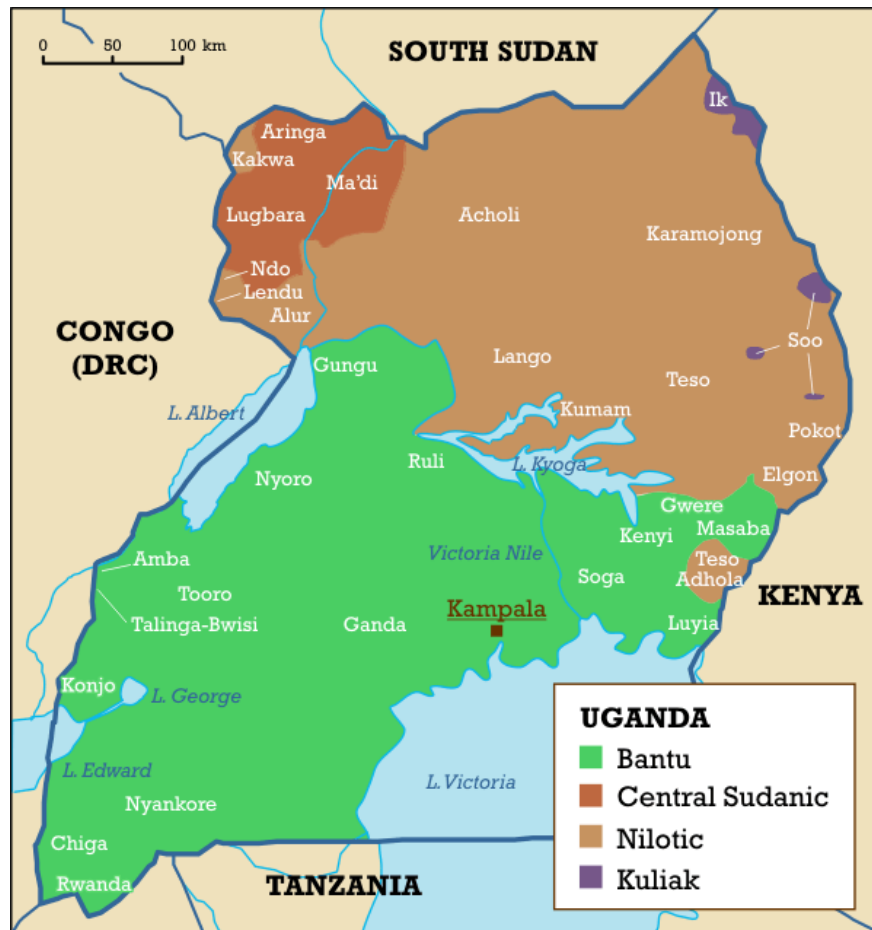 0 50 100 km
SOUTH SUDAN
Ik
Aringa
Kakwa
Ma'di
Lugbara
Acholi
Karamojong
Ndo
Lendu
Alur
CONGO
(DRC)
Soo
Lango
Gungu
Teso
L. Albert
Kumam
Pokot
Ruli
L. Kyoga
Nyoro
Elgon
Gwere
Kenyi
Masaba
Victoria Nile
Amba
Teso
Adhola
Soga
Tooro
KENYA
Kampala
Talinga-Bwisi
Ganda
Luyia
Konjo
L. George
UGANDA
Bantu
Central Sudanic
Nilotic
Kuliak
L. Edward
L. Victoria
Nyankore
Chiga
Rwanda
TANZANIA